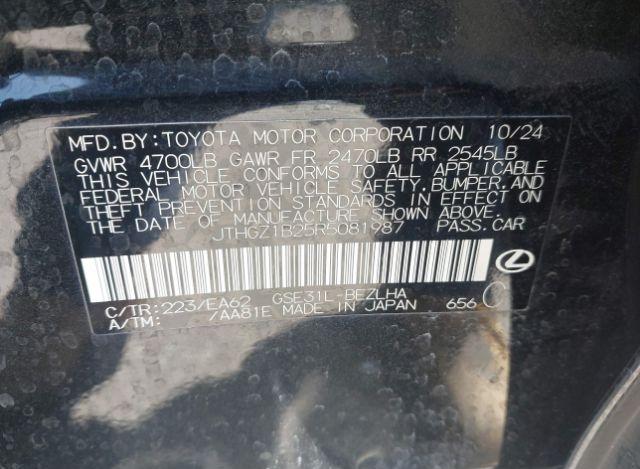 MFD. BY: TOYOTA MOTOR CORPORATION 10/24
GVWR 4700LB GAWR FR 2470LB RR 2545LB
THIS VEHICLE CONFORMS TO ALL APPLICABLE
FEDERAL MOTOR VEHICLE SAFETY, BUMPER, AND
THEFT PREVENTION STANDARDS IN EFFECT ON
THE DATE OF MANUFACTURE SHOWN ABOVE.
JTHGZ1B25R5081987 PASS. CAR
C/TR: 223/EA62 GSE31L-BEZLHA
A/TM: /AA81E MADE IN JAPAN 656 C